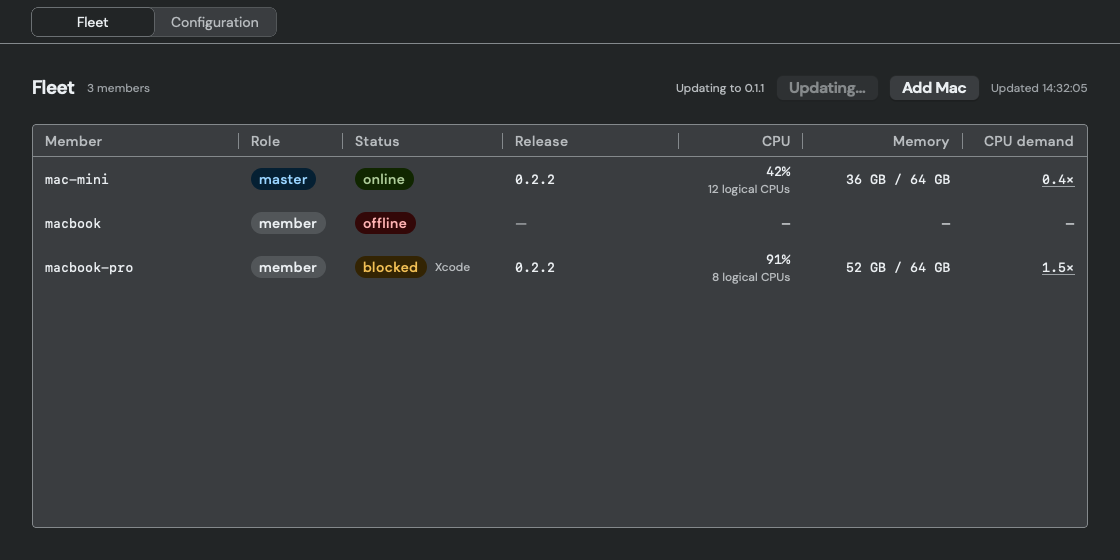 Fleet Configuration
Fleet 3 members Updating to 0.1.1 Updating... Add Mac Updated 14:32:05
Member Role Status Release CPU Memory CPU demand
mac-mini master online 0.2.2 42% 12 logical CPUs 36 GB / 64 GB 0.4×
macbook member offline — — — —
macbook-pro member blocked Xcode 0.2.2 91% 8 logical CPUs 52 GB / 64 GB 1.5×